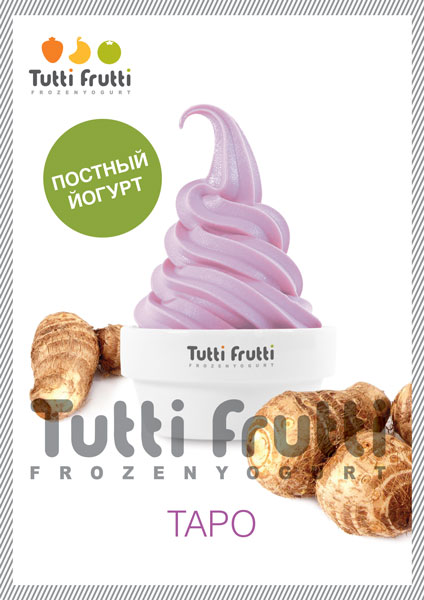 Tutti Frutti
FROZENYOGURT
ПОСТНЫЙ
ЙОГУРТ
Tutti Frutti
FROZENYOGURT
Tutti Frutti
FROZENYOGURT
ТАРО